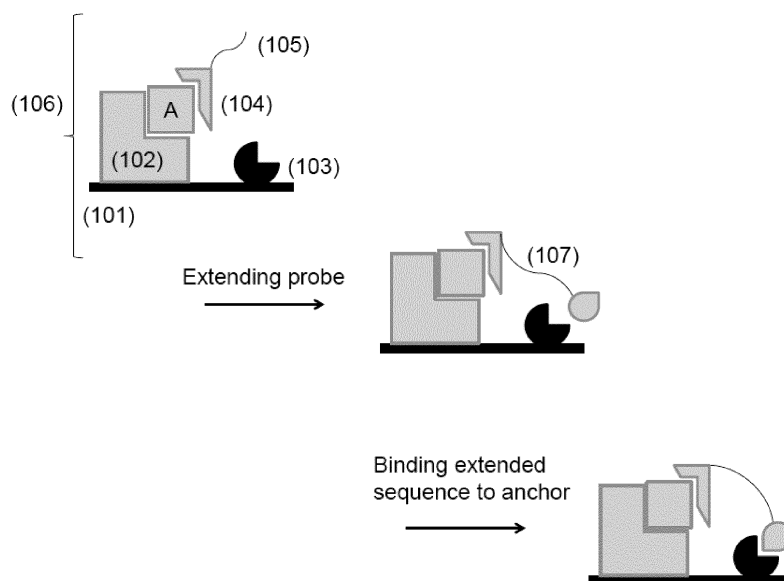 (105)
(106)
A
(104)
(102)
(103)
(101)
(107)
Extending probe
Binding extended
sequence to anchor